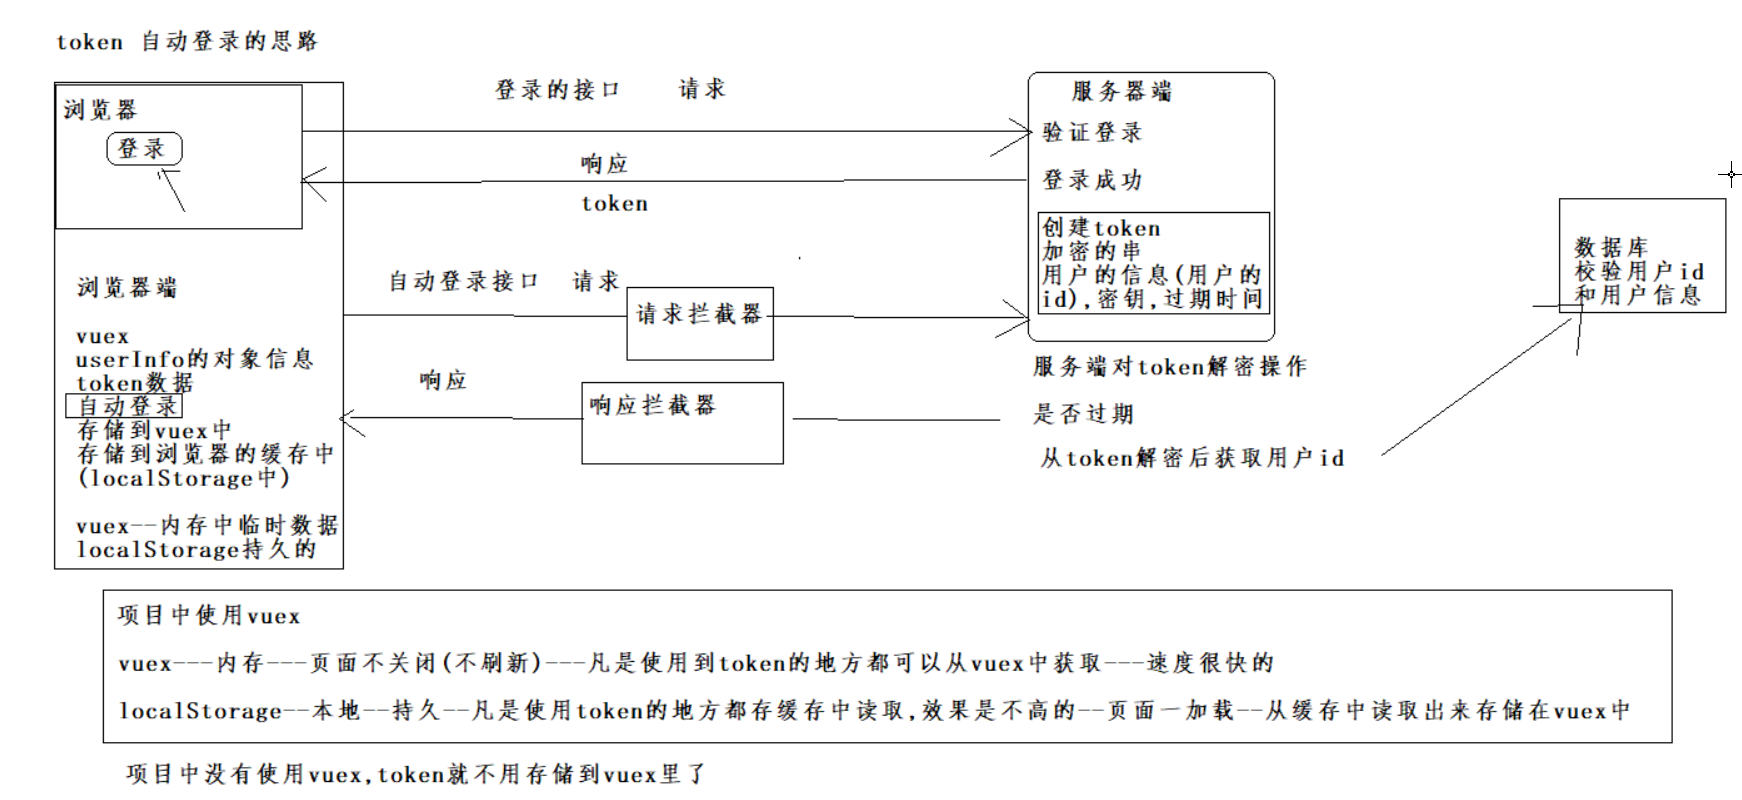 token 自动登录的思路
浏览器
登录
登录的接口 请求
响应
token
服务器端
验证登录
登录成功
创建token
加密的串
用户的信息(用户的
id),密钥,过期时间
数据库
校验用户id
和用户信息
浏览器端
vuex
userInfo的对象信息
token数据
自动登录
存储到vuex中
存储到浏览器的缓存中
(localStorage中)
vuex--内存中临时数据
localStorage持久的
自动登录接口 请求
请求拦截器
响应
响应拦截器
服务端对token解密操作
是否过期
从token解密后获取用户id
项目中使用vuex
vuex---内存---页面不关闭(不刷新)---凡是使用到token的地方都可以从vuex中获取---速度很快的
localStorage--本地--持久--凡是使用token的地方都存缓存中读取,效果是不高的--页面一加载--从缓存中读取出来存储在vuex中
项目中没有使用vuex,token就不用存储到vuex里了